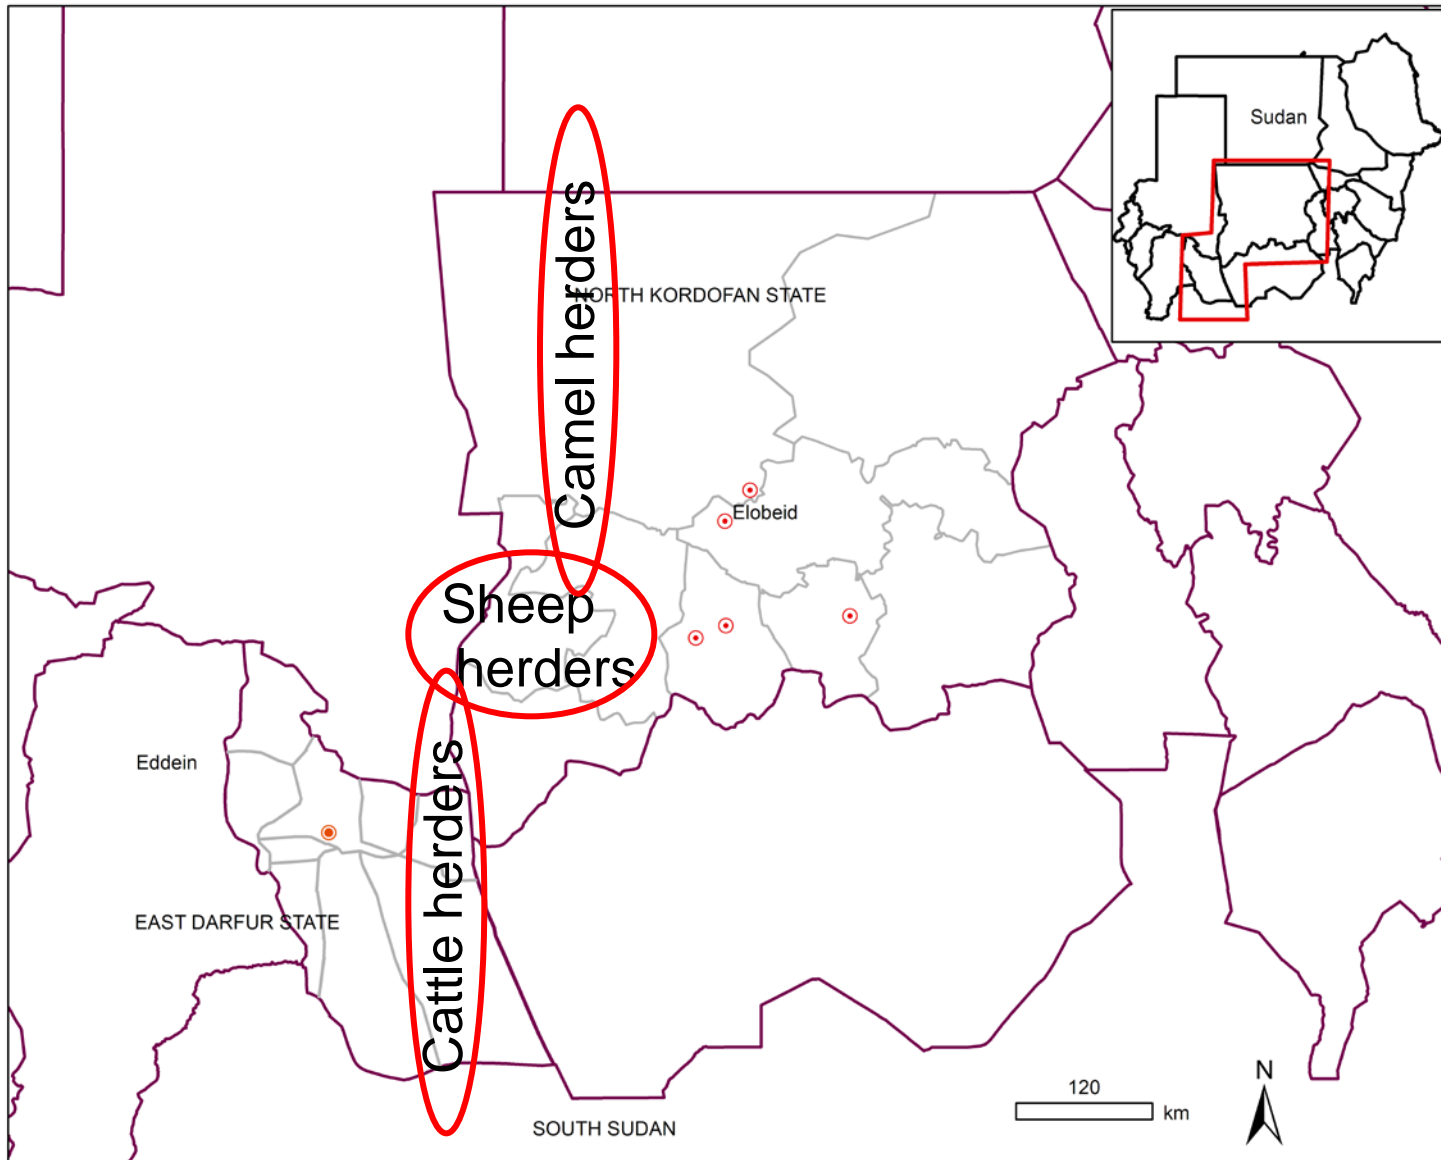 Sudan
Camel herders
NORTH KORDOFAN STATE
Elobeid
Sheep
herders
Eddein
Cattle herders
EAST DARFUR STATE
SOUTH SUDAN
120
km
N